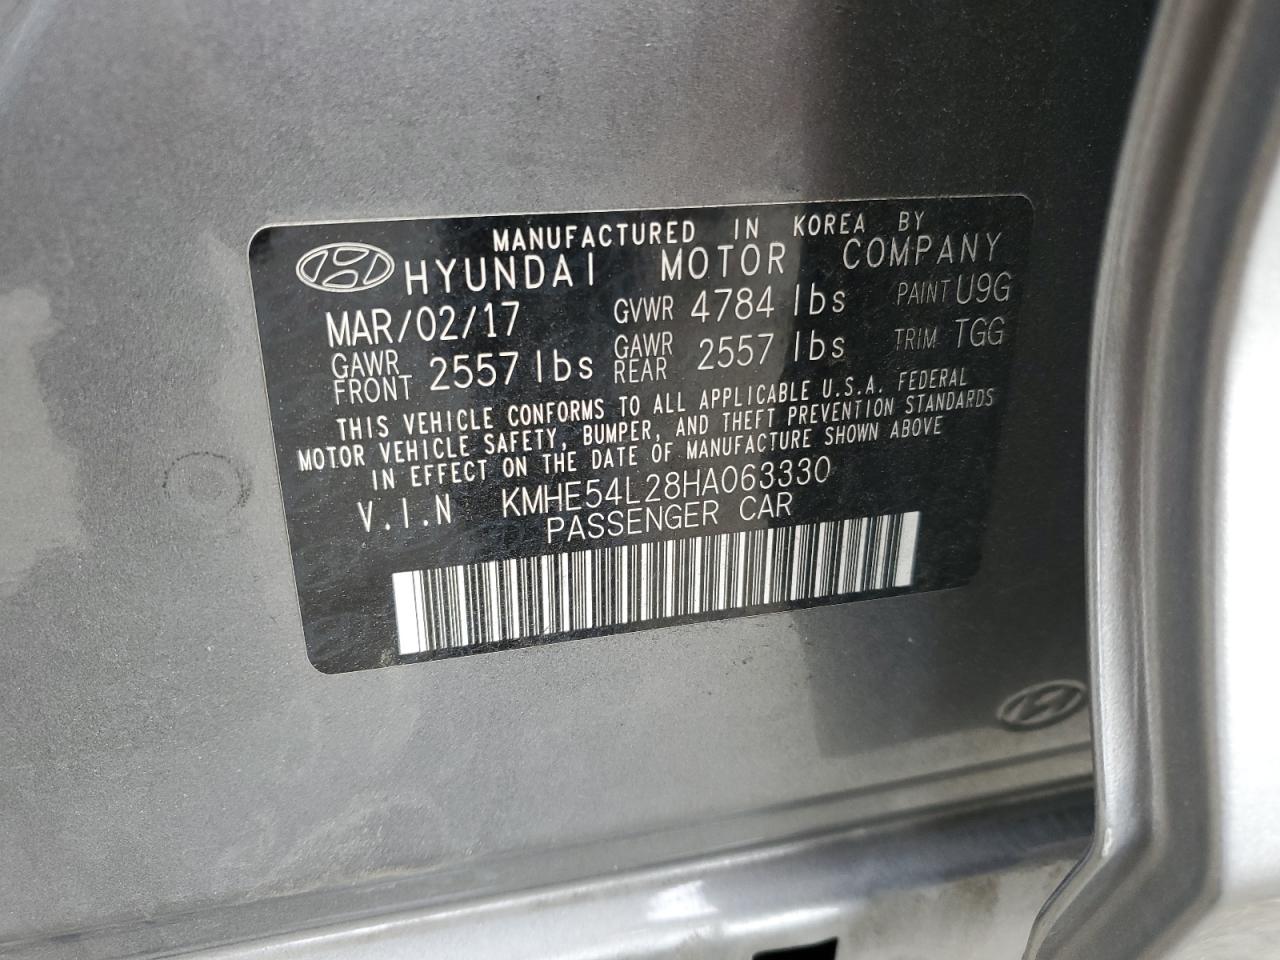 MANUFACTURED IN KOREA BY
HYUNDAI MOTOR COMPANY
MAR/02/17 GVWR 4784 lbs PAINT U9G
GAWR FRONT 2557 lbs GAWR REAR 2557 lbs TRIM TGG
THIS VEHICLE CONFORMS TO ALL APPLICABLE U.S.A. FEDERAL
MOTOR VEHICLE SAFETY, BUMPER, AND THEFT PREVENTION STANDARDS
IN EFFECT ON THE DATE OF MANUFACTURE SHOWN ABOVE
V.I.N KMHE54L28HA063330
PASSENGER CAR